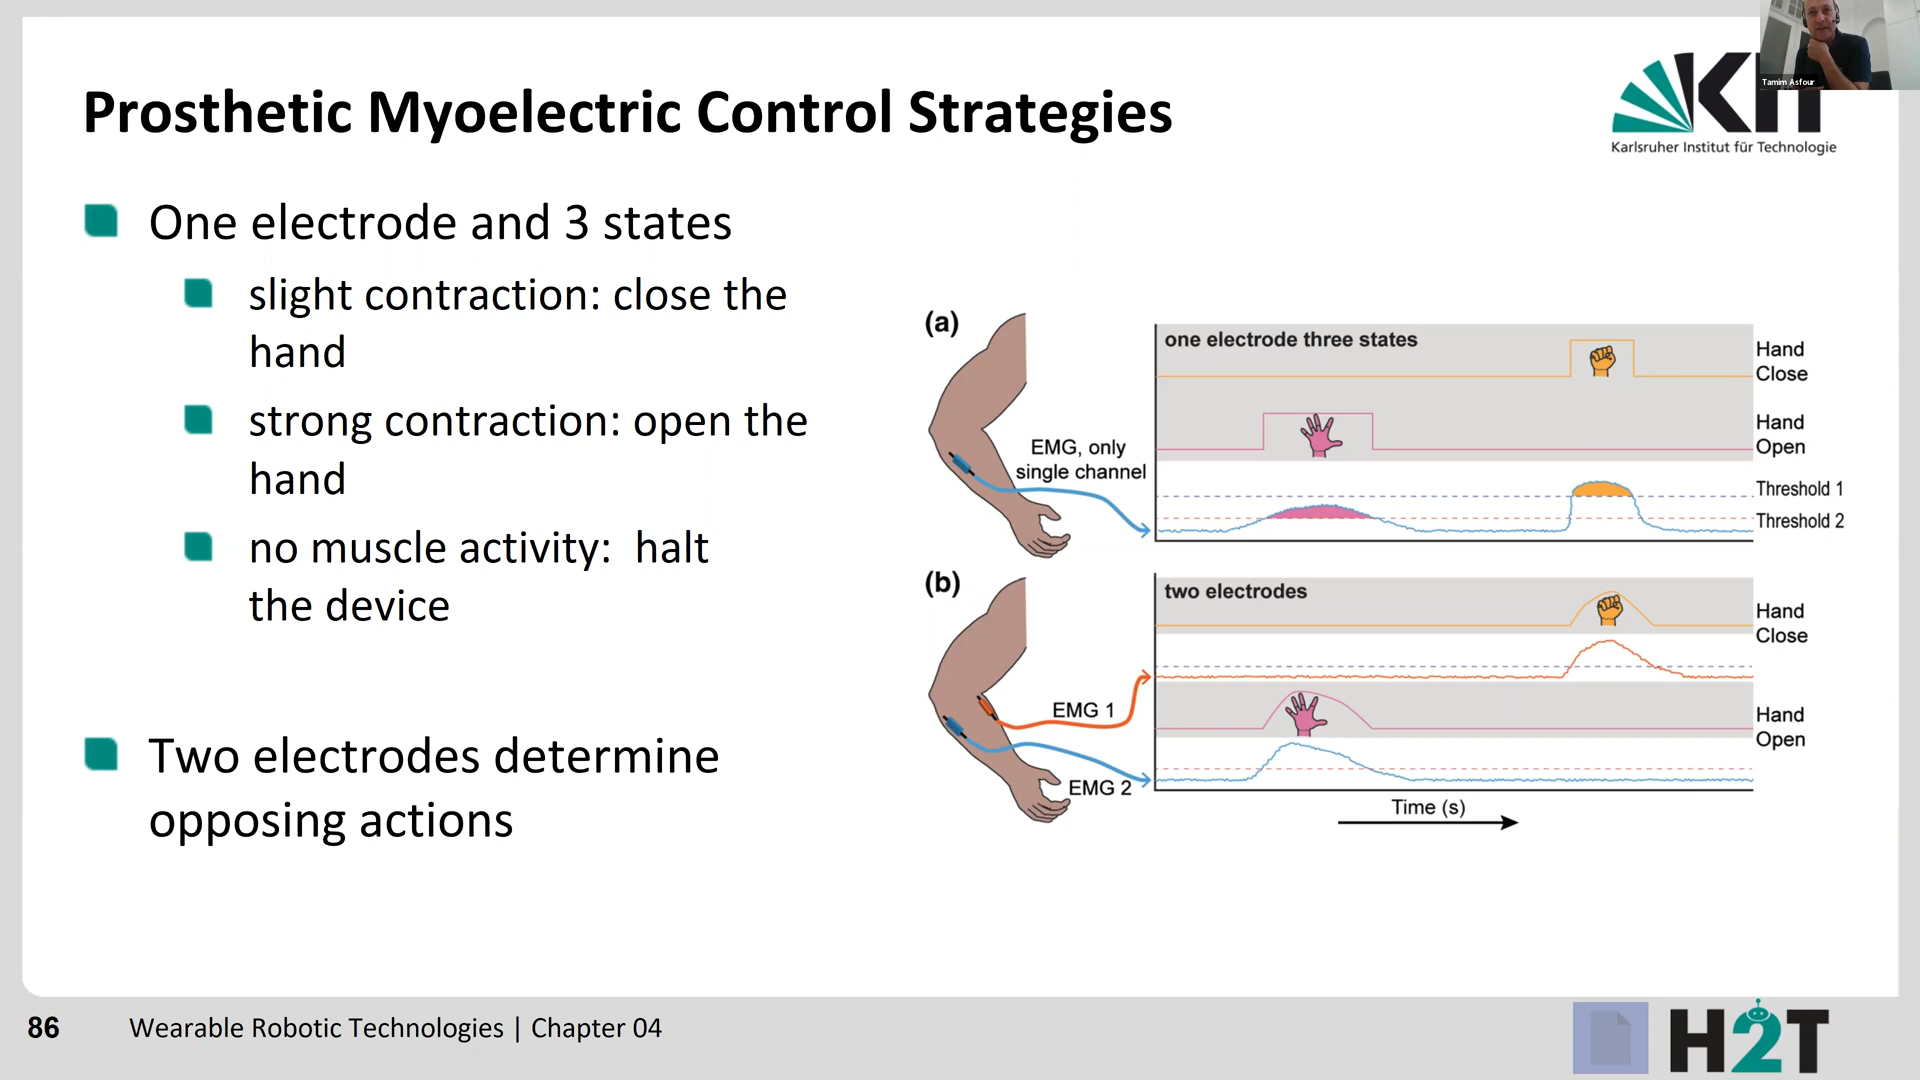 Prosthetic Myoelectric Control Strategies
Tamim Asfour
KIT
Karlsruher Institut für Technologie
One electrode and 3 states
slight contraction: close the
hand
strong contraction: open the
hand
no muscle activity: halt
the device
Two electrodes determine
opposing actions
(a)
EMG, only
single channel
one electrode three states
Hand
Close
Hand
Open
Threshold 1
Threshold 2
(b)
EMG 1
EMG 2
two electrodes
Hand
Close
Hand
Open
Time (s)
86
Wearable Robotic Technologies | Chapter 04
H2T